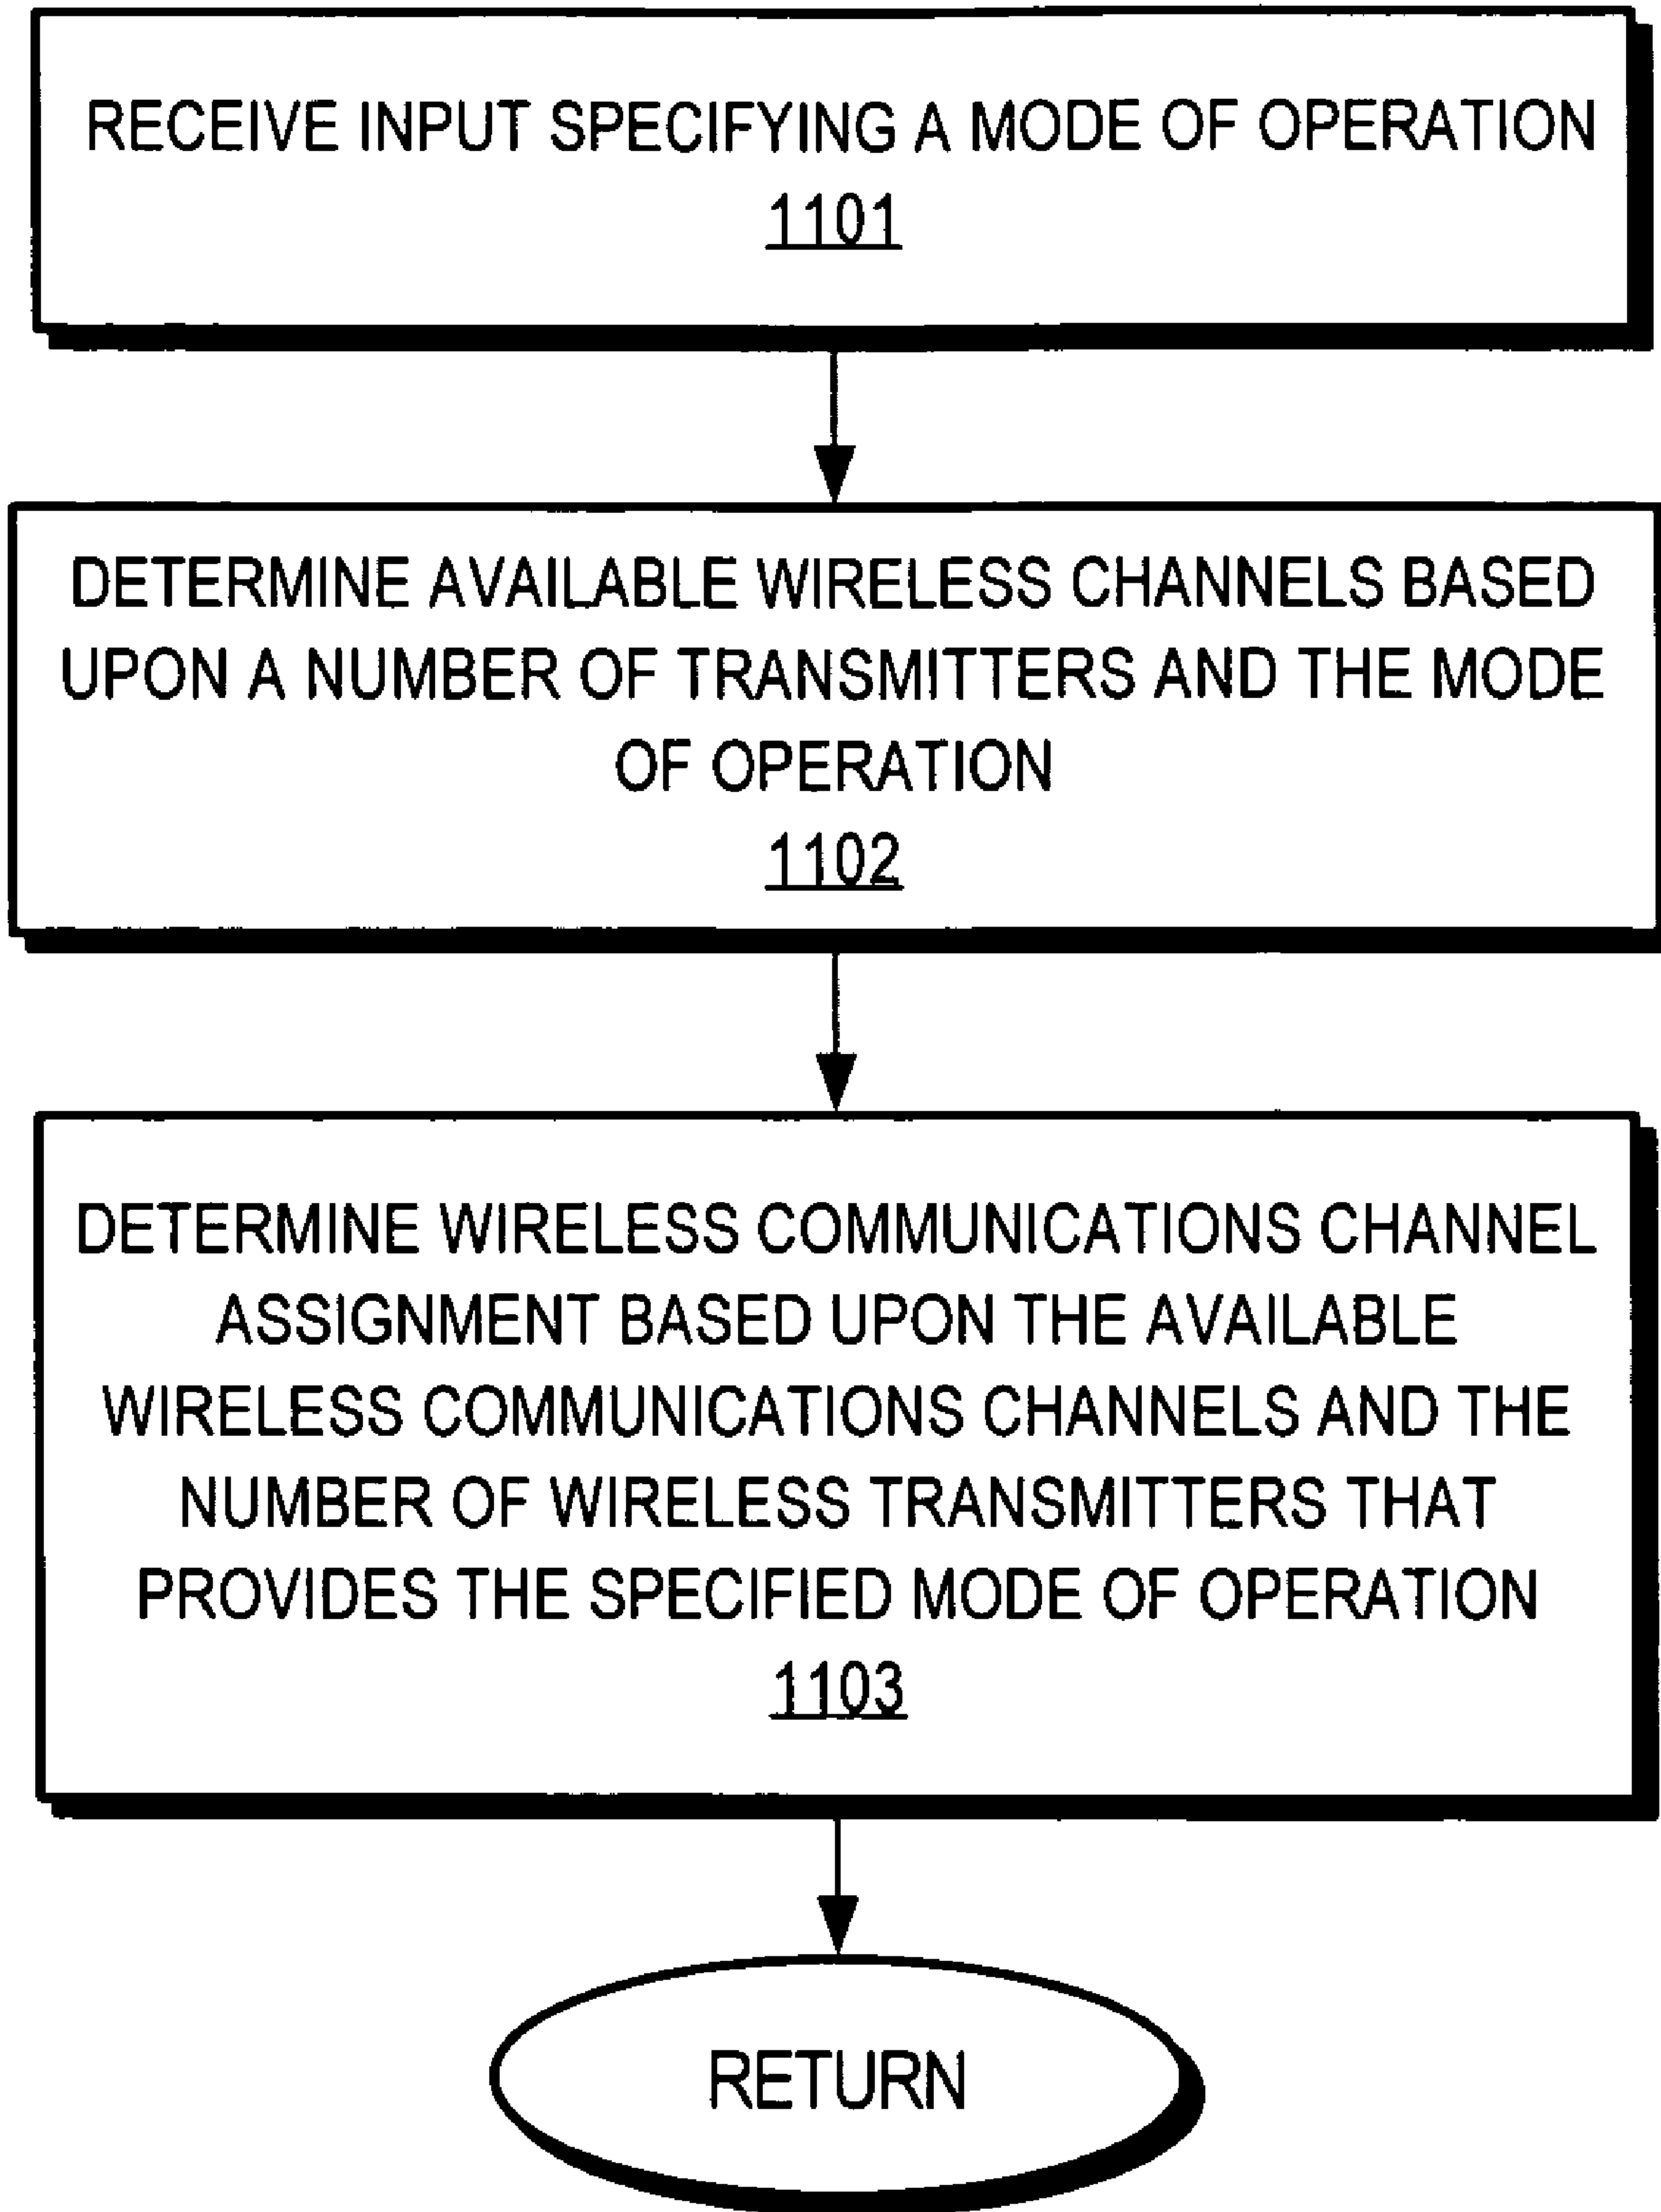 RECEIVE INPUT SPECIFYING A MODE OF OPERATION
1101
DETERMINE AVAILABLE WIRELESS CHANNELS BASED
UPON A NUMBER OF TRANSMITTERS AND THE MODE
OF OPERATION
1102
DETERMINE WIRELESS COMMUNICATIONS CHANNEL
ASSIGNMENT BASED UPON THE AVAILABLE
WIRELESS COMMUNICATIONS CHANNELS AND THE
NUMBER OF WIRELESS TRANSMITTERS THAT
PROVIDES THE SPECIFIED MODE OF OPERATION
1103
RETURN